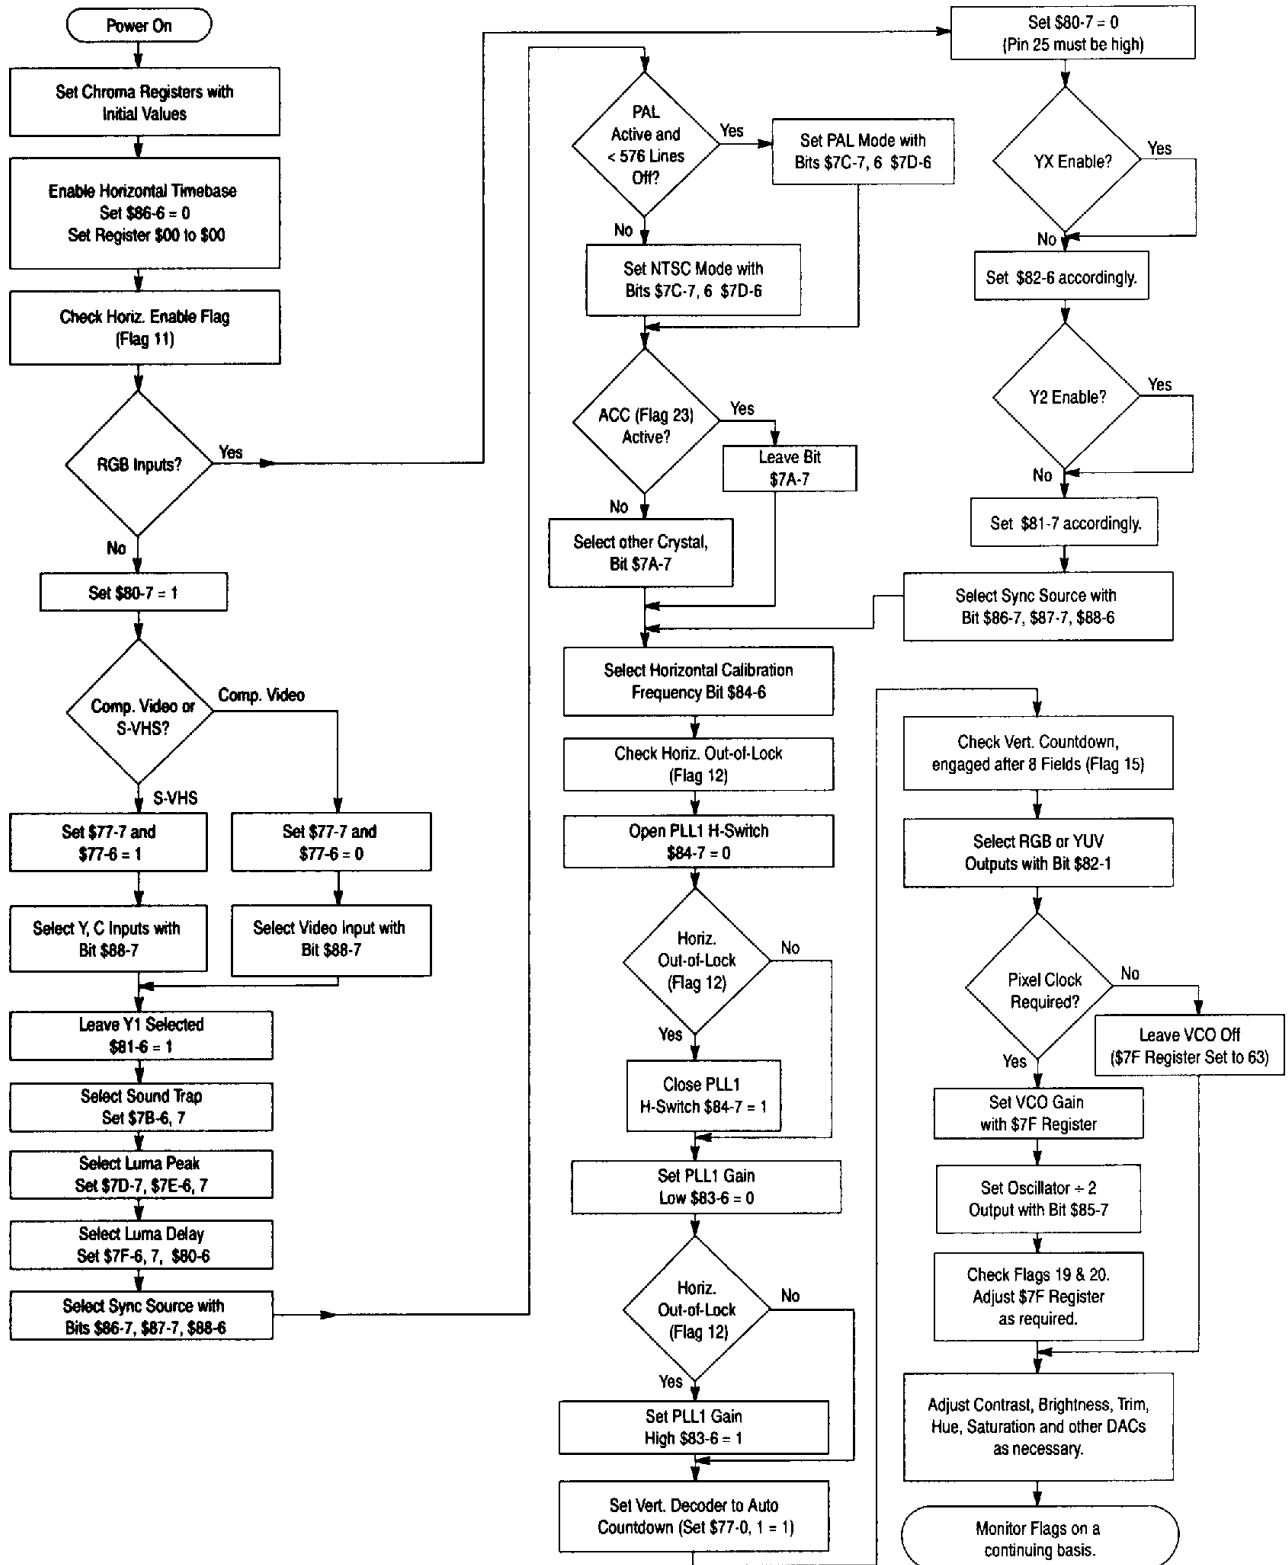 Power On
Set Chroma Registers with
Initial Values
Enable Horizontal Timebase
Set $86-6 = 0
Set Register $00 to $00
Check Horiz. Enable Flag
(Flag 11)
RGB Inputs?
Yes
No
Set $80-7 = 1
Comp. Video or
S-VHS?
Comp. Video
S-VHS
Set $77-7 and
$77-6 = 1
Set $77-7 and
$77-6 = 0
Select Y, C Inputs with
Bit $88-7
Select Video Input with
Bit $88-7
Leave Y1 Selected
$81-6 = 1
Select Sound Trap
Set $7B-6, 7
Select Luma Peak
Set $7D-7, $7E-6, 7
Select Luma Delay
Set $7F-6, 7, $80-6
Select Sync Source with
Bits $86-7, $87-7, $88-6
PAL
Active and
< 576 Lines
Off?
Yes
Set PAL Mode with
Bits $7C-7, 6 $7D-6
No
Set NTSC Mode with
Bits $7C-7, 6 $7D-6
ACC (Flag 23)
Active?
Yes
Leave Bit
$7A-7
No
Select other Crystal,
Bit $7A-7
Select Horizontal Calibration
Frequency Bit $84-6
Check Horiz. Out-of-Lock
(Flag 12)
Open PLL1 H-Switch
$84-7 = 0
Horiz.
Out-of-Lock
(Flag 12)
No
Yes
Close PLL1
H-Switch $84-7 = 1
Set PLL1 Gain
Low $83-6 = 0
Horiz.
Out-of-Lock
(Flag 12)
No
Yes
Set PLL1 Gain
High $83-6 = 1
Set Vert. Decoder to Auto
Countdown (Set $77-0, 1 = 1)
Set $80-7 = 0
(Pin 25 must be high)
YX Enable?
Yes
No
Set $82-6 accordingly.
Y2 Enable?
Yes
No
Set $81-7 accordingly.
Select Sync Source with
Bit $86-7, $87-7, $88-6
Check Vert. Countdown,
engaged after 8 Fields (Flag 15)
Select RGB or YUV
Outputs with Bit $82-1
Pixel Clock
Required?
No
Leave VCO Off
($7F Register Set to 63)
Yes
Set VCO Gain
with $7F Register
Set Oscillator ÷ 2
Output with Bit $85-7
Check Flags 19 & 20.
Adjust $7F Register
as required.
Adjust Contrast, Brightness, Trim,
Hue, Saturation and other DACs
as necessary.
Monitor Flags on a
continuing basis.